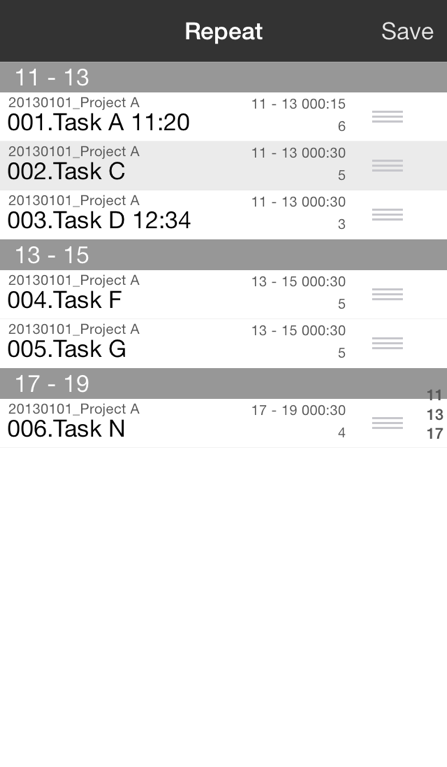 Repeat Save
11 - 13
20130101_Project A 11 - 13 000:15
001.Task A 11:20 6
20130101_Project A 11 - 13 000:30
002.Task C 5
20130101_Project A 11 - 13 000:30
003.Task D 12:34 3
13 - 15
20130101_Project A 13 - 15 000:30
004.Task F 5
20130101_Project A 13 - 15 000:30
005.Task G 5
17 - 19
11
20130101_Project A 17 - 19 000:30
13
006.Task N 4
17